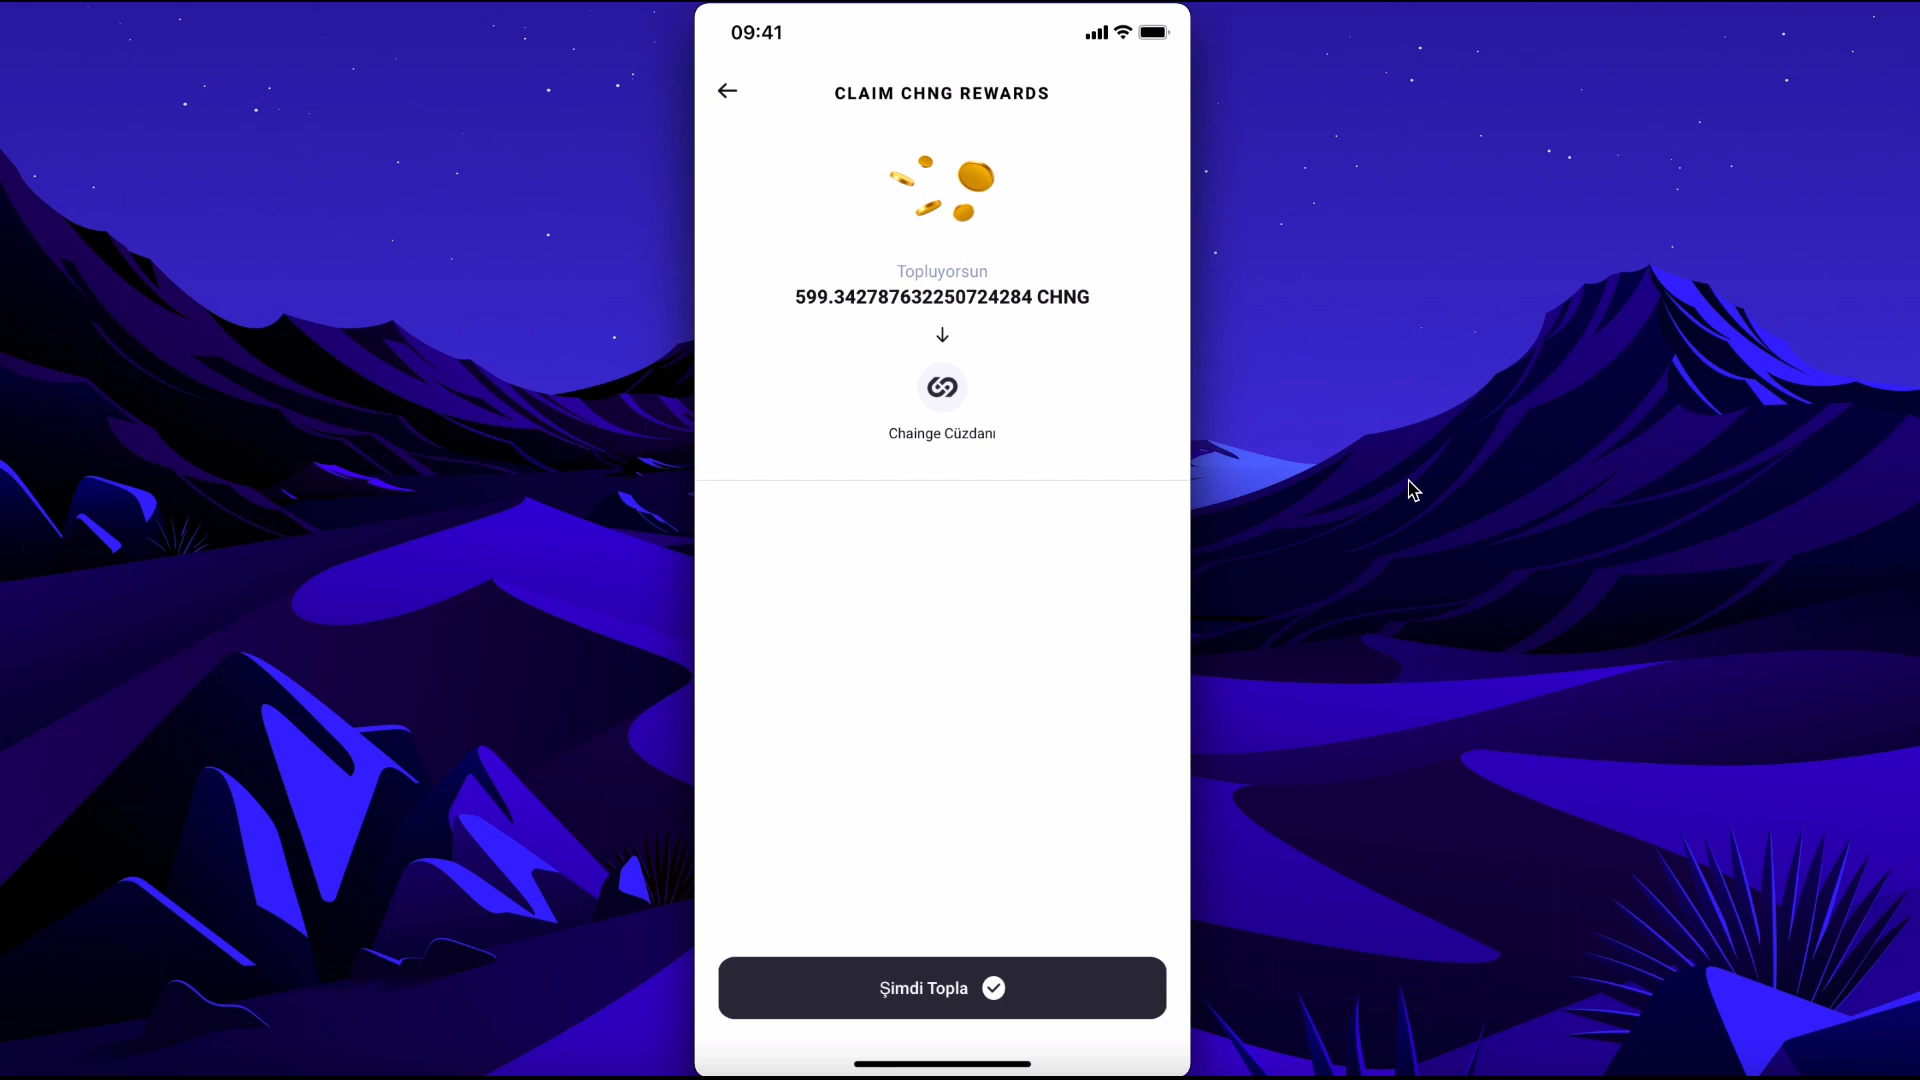 09:41
CLAIM CHNG REWARDS
Topluyorsun
599.342787632250724284 CHNG
Chainge Cüzdanı
Şimdi Topla